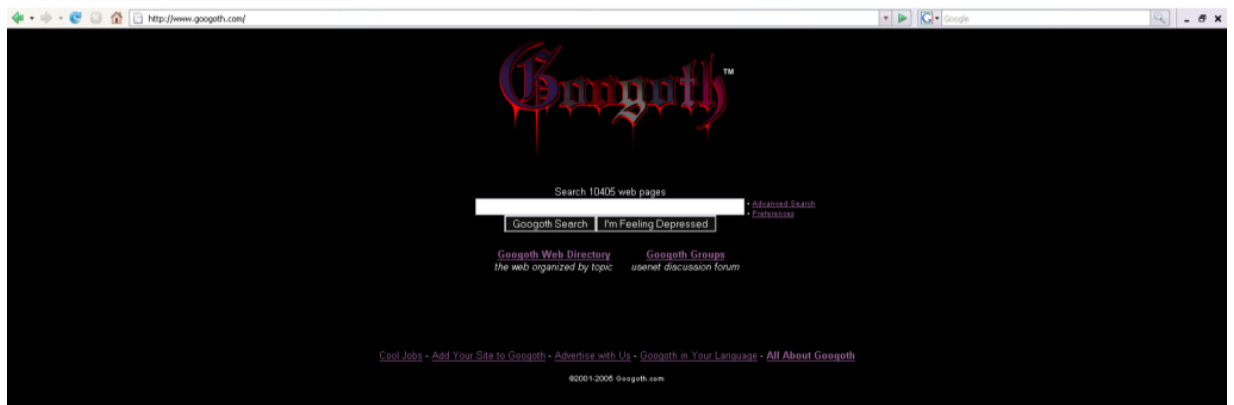 http://www.googoth.com/
Google
Googoth™
Search 10405 web pages
• Advanced Search
• Preferences
Googoth Search
I'm Feeling Depressed
Googoth Web Directory
the web organized by topic
Googoth Groups
usenet discussion forum
Cool Jobs - Add Your Site to Googoth - Advertise with Us - Googoth in Your Language - All About Googoth
©2001-2005 Googoth.com